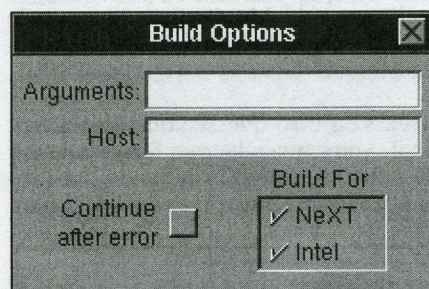 Build Options
Arguments:
Host:
Build For
Continue
after error
NeXT
Intel